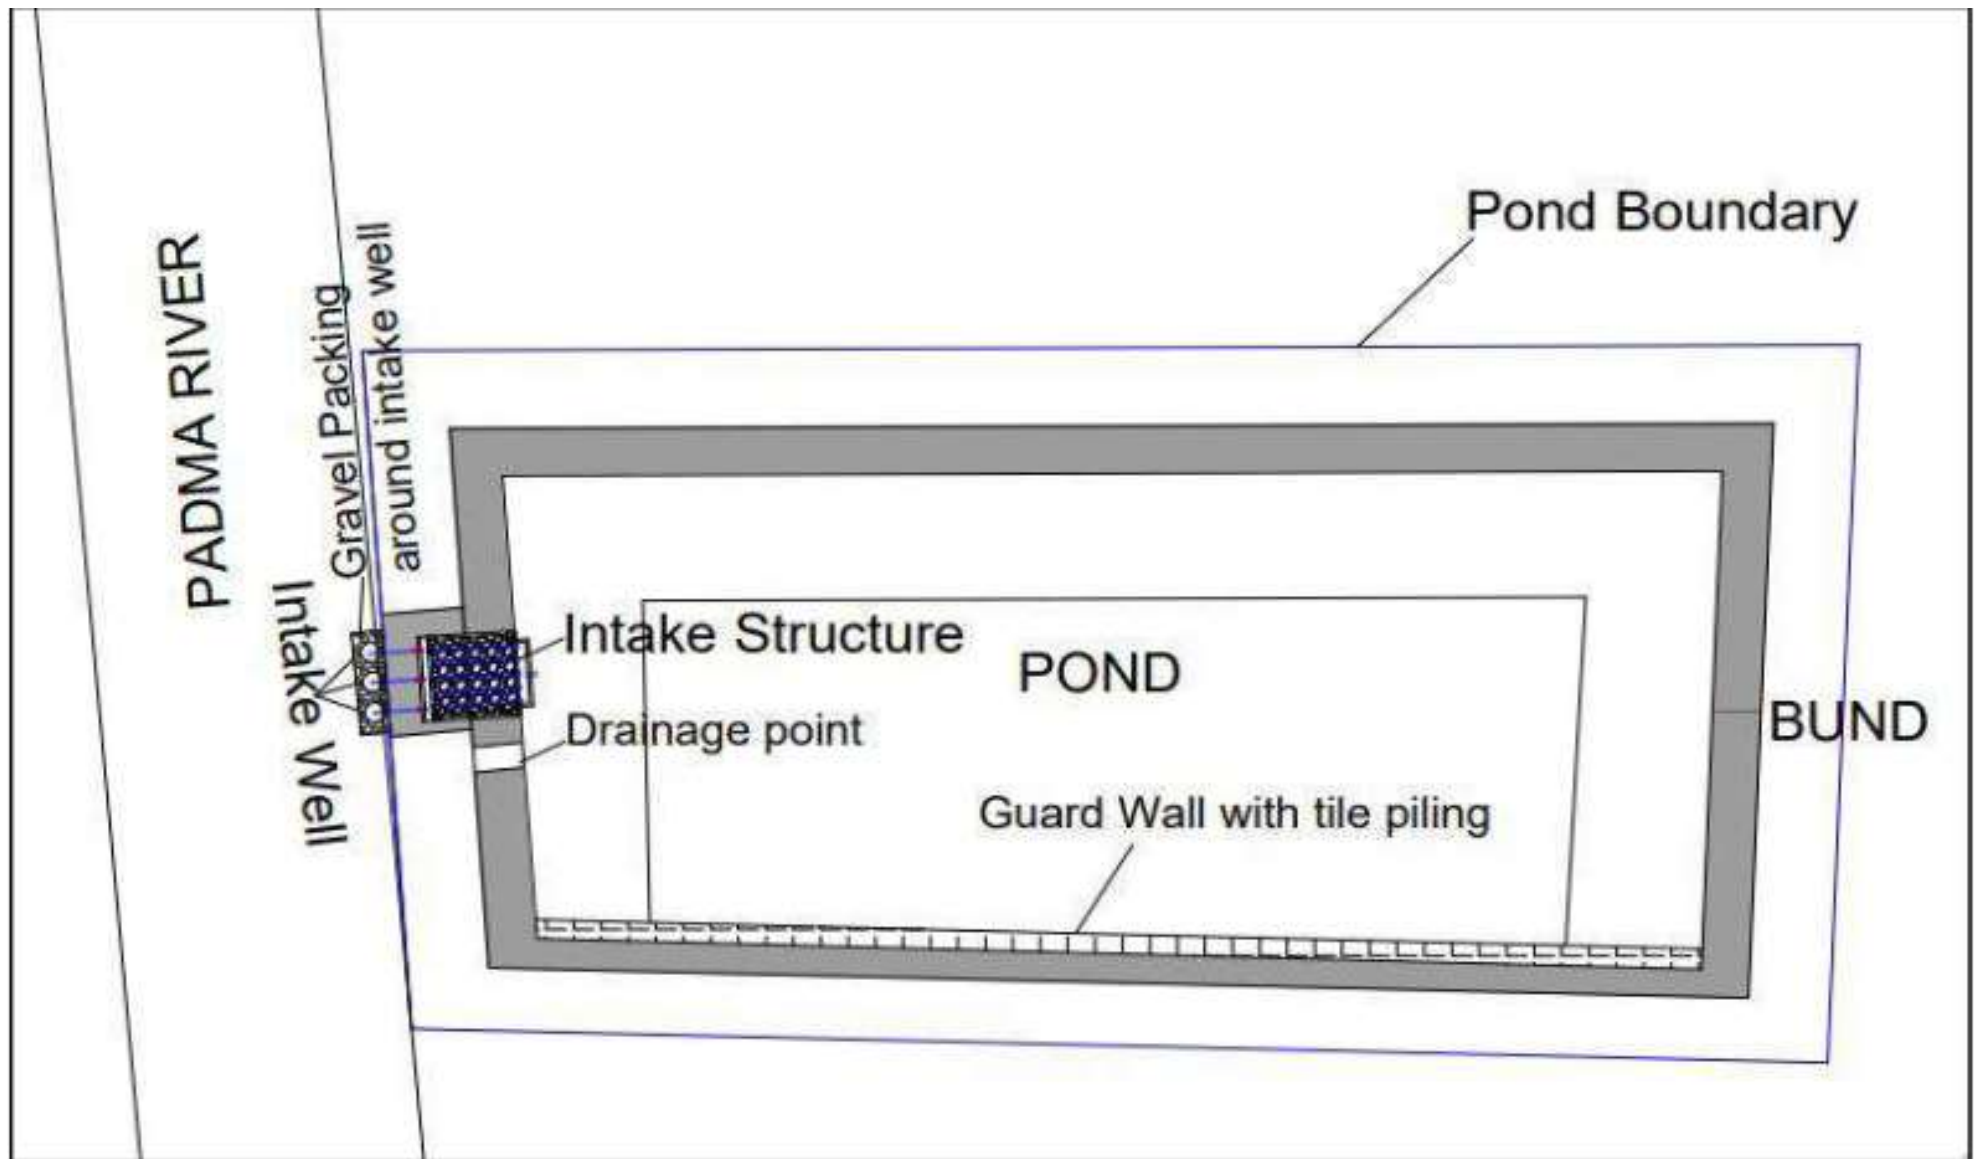 Pond Boundary
PADMA RIVER
Gravel Packing
around intake well
Intake Well
Intake Structure
POND
Drainage point
BUND
Guard Wall with tile piling